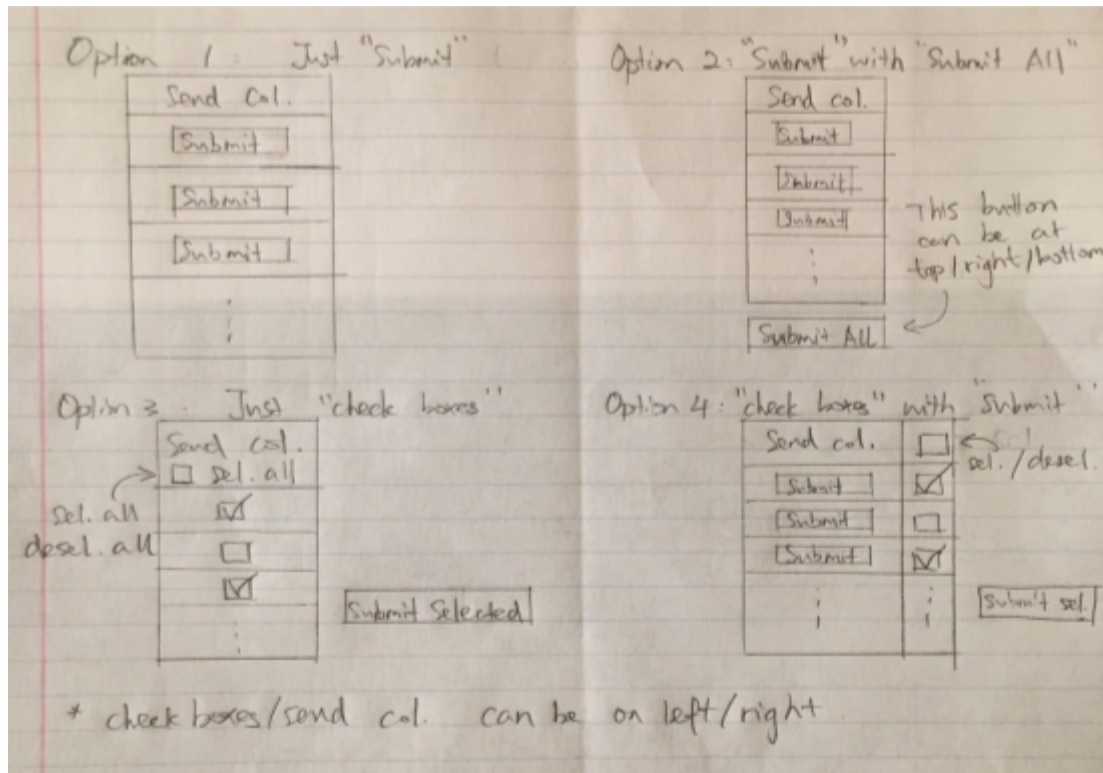 Option 1: Just "Submit"
Send Col.
Submit
Submit
Submit
Option 2: "Submit" with "Submit All"
Send col.
Submit
Submit
Submit
This button
can be at
top/right/bottom
Submit All
Option 3: Just "check boxes"
Send col.
sel. all
sel. all
desel. all
Submit Selected
Option 4: "check boxes" with "Submit"
Send col.
sel./desel.
Submit
Submit
Submit
Submit sel.
* check boxes/send col. can be on left/right